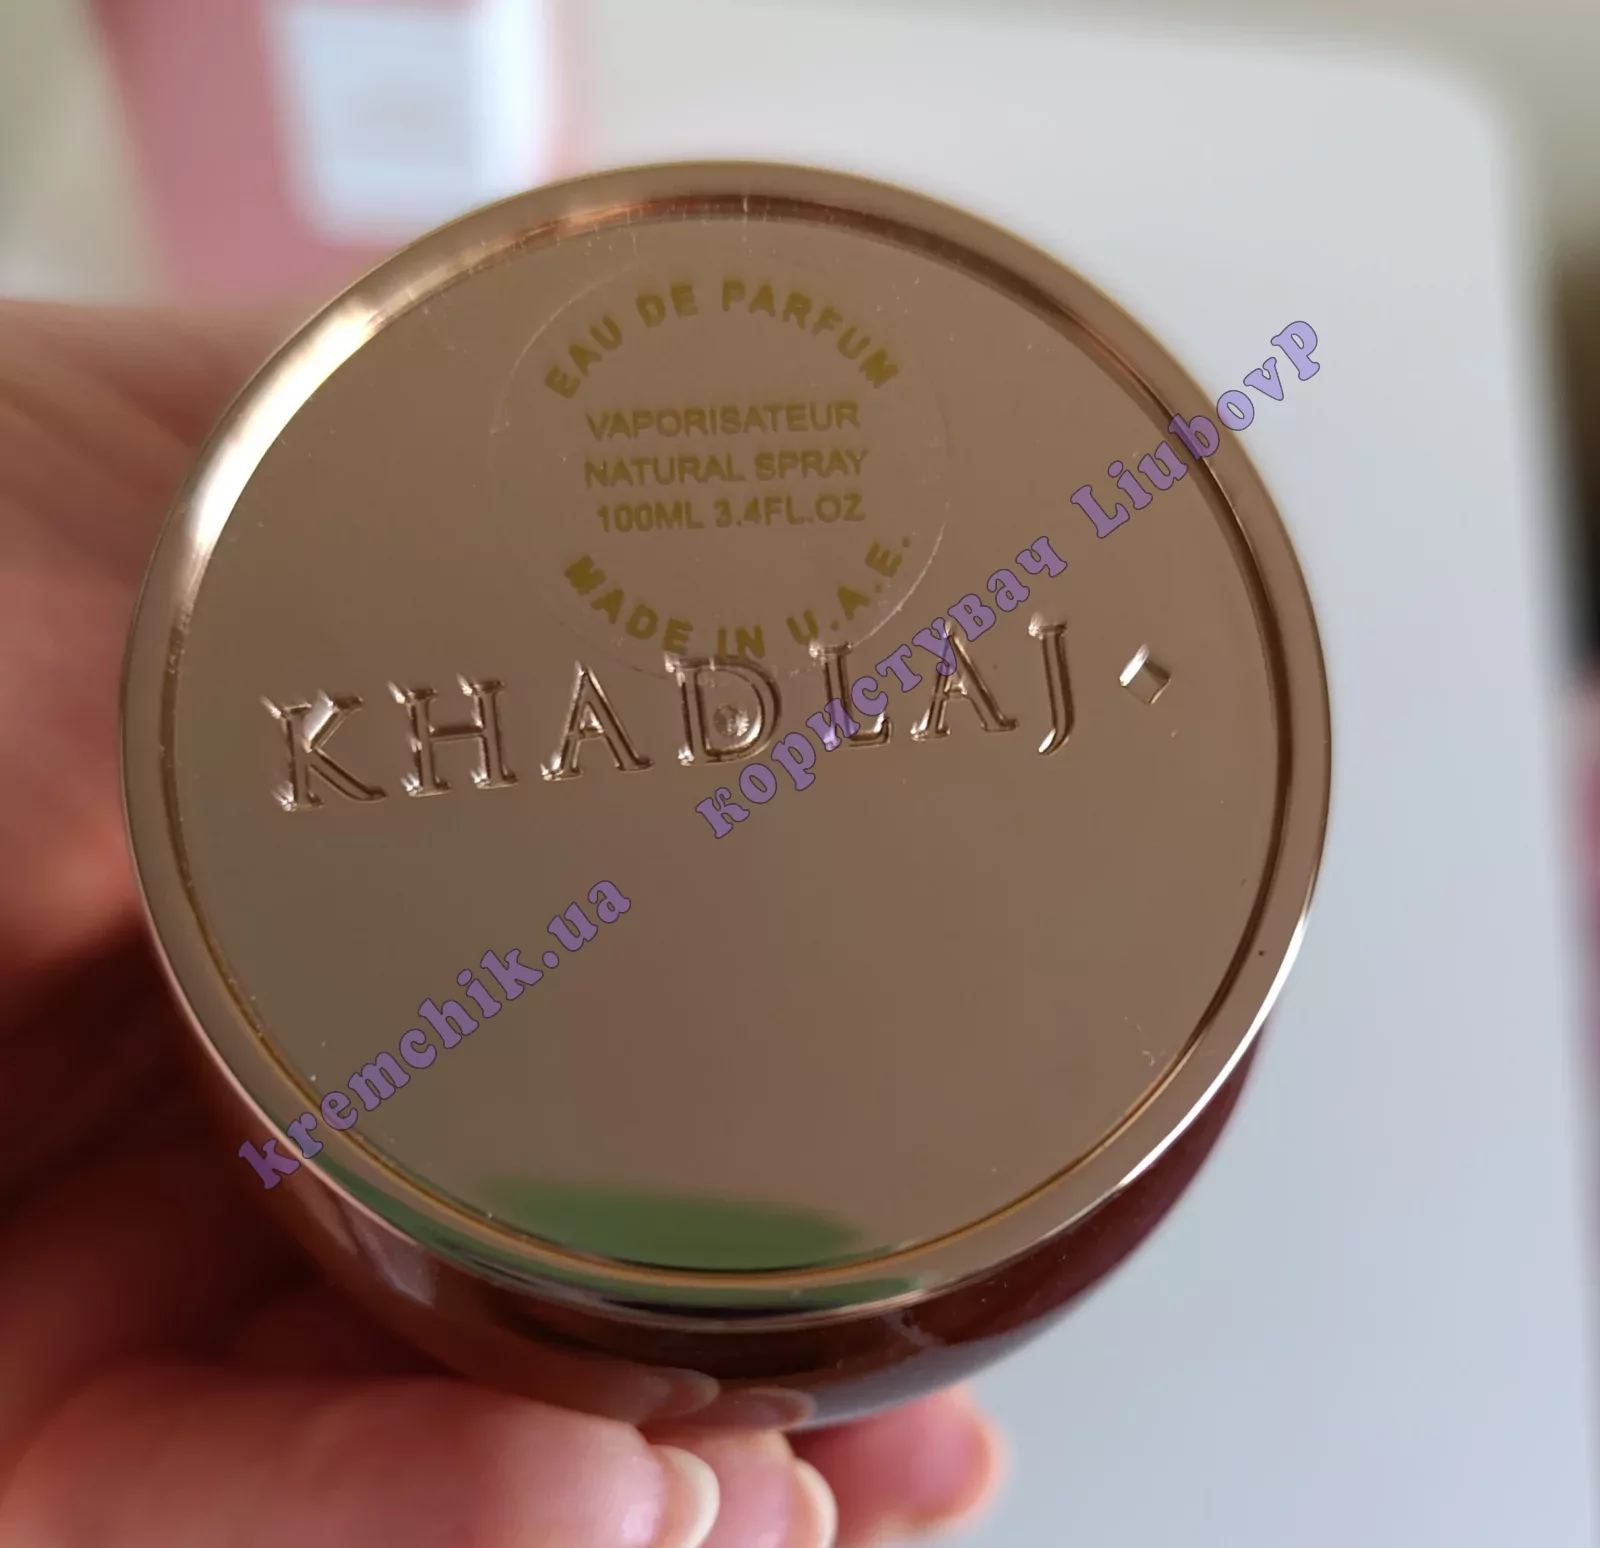 EAU DE PARFUM
VAPORISATEUR
NATURAL SPRAY
100ML 3.4FL.OZ
MADE IN U.A.E.
KHADLAJ
kremchik.ua користувач LiubovP